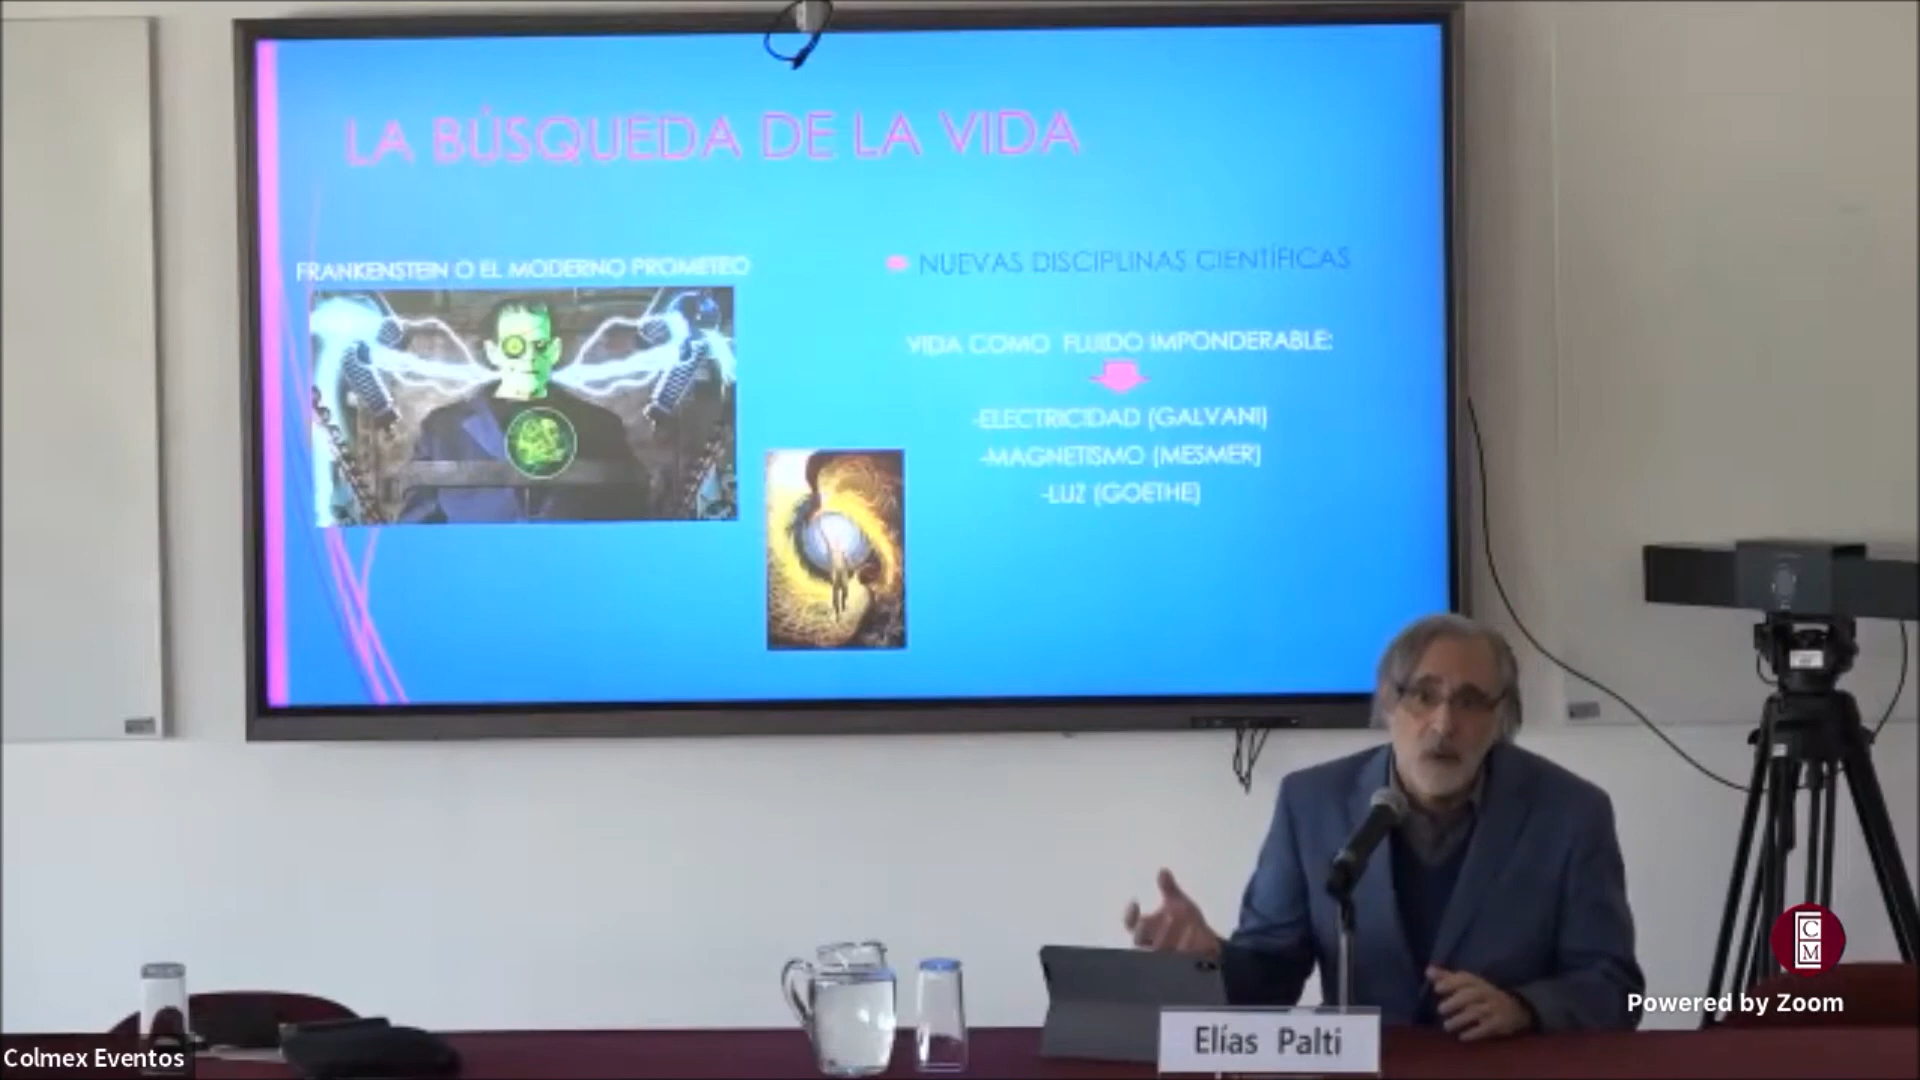 LA BÚSQUEDA DE LA VIDA
FRANKENSTEIN O EL MODERNO PROMETEO
NUEVAS DISCIPLINAS CIENTÍFICAS
VIDA COMO FLUIDO IMPONDERABLE:
-ELECTRICIDAD (GALVANI)
-MAGNETISMO (MESMER)
-LUZ (GOETHE)
CM
Powered by Zoom
Elías Palti
Colmex Eventos